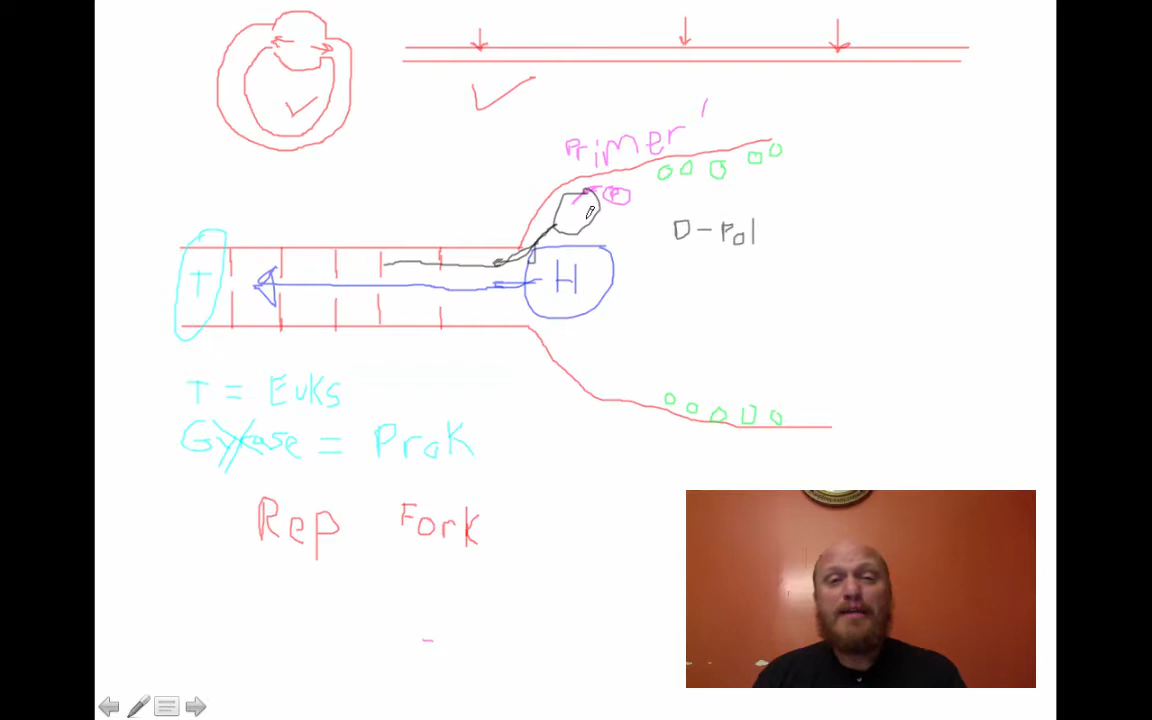 Primer
P
D-Pol
T
H
T = Euks
Gyrase = Prok
Rep Fork